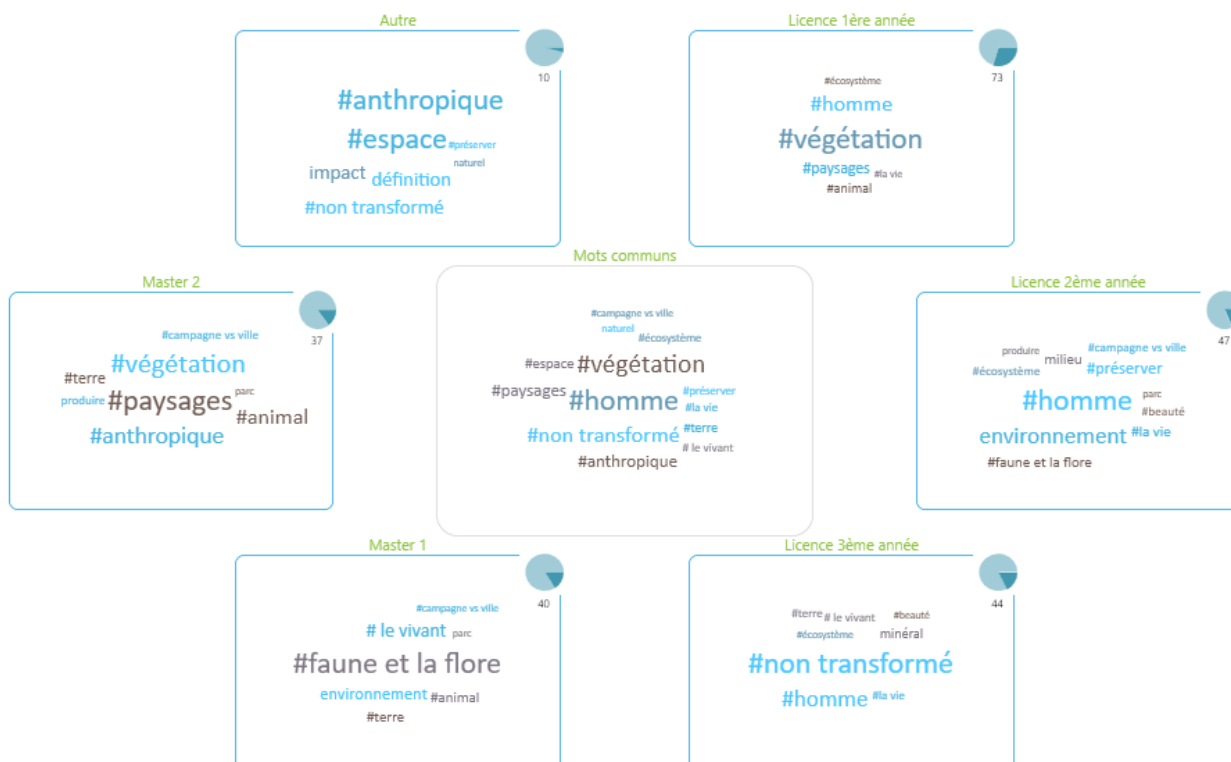 Autre
10
#anthropique
#espace #préserver
naturel
impact définition
#non transformé
Licence 1ère année
73
#écosystème
#homme
#végétation
#paysages #la vie
#animal
Master 2
37
#campagne vs ville
#végétation
#terre
parc
produire #paysages
#animal
#anthropique
Mots communs
#campagne vs ville
naturel
#écosystème
#espace #végétation
#paysages #homme #préserver
#la vie
#non transformé #terre
# le vivant
#anthropique
Licence 2ème année
47
produire milieu #campagne vs ville
#écosystème #préserver
#homme parc
#beauté
environnement #la vie
#faune et la flore
Master 1
40
#campagne vs ville
# le vivant parc
#faune et la flore
environnement #animal
#terre
Licence 3ème année
44
#terre # le vivant #beauté
#écosystème minéral
#non transformé
#homme #la vie